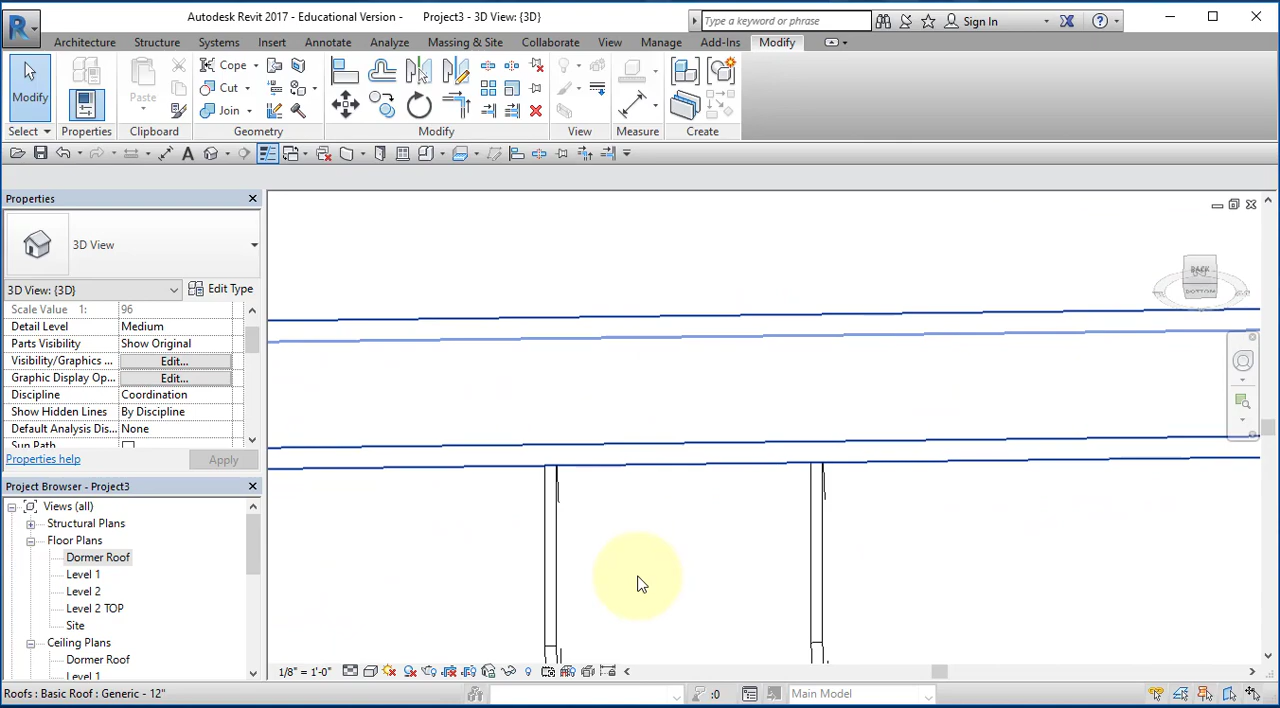 Autodesk Revit 2017 - Educational Version - Project3 - 3D View: {3D}
Type a keyword or phrase
Sign In
Architecture Structure Systems Insert Annotate Analyze Massing & Site Collaborate View Manage Add-Ins Modify
Modify
Paste
Cope
Cut
Join
Select Properties Clipboard Geometry Modify View Measure Create
Properties
3D View
3D View: {3D}
Edit Type
Scale Value 1: 96
Detail Level Medium
Parts Visibility Show Original
Visibility/Graphics ... Edit...
Graphic Display Op... Edit...
Discipline Coordination
Show Hidden Lines By Discipline
Default Analysis Dis... None
Sun Path
Properties help
Apply
Project Browser - Project3
Views (all)
Structural Plans
Floor Plans
Dormer Roof
Level 1
Level 2
Level 2 TOP
Site
Ceiling Plans
Dormer Roof
Level 1
BACK
BOTTOM
1/8" = 1'-0"
Roofs : Basic Roof : Generic - 12"
:0
Main Model